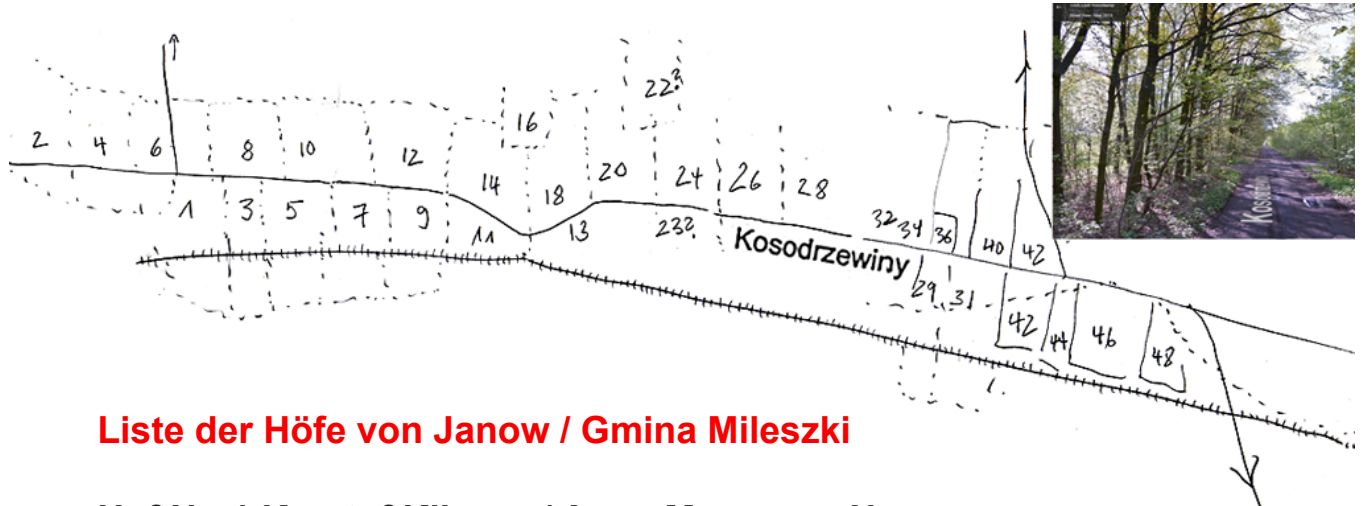 22?
16
2 4 6 8 10 12 14 18 20 24 26 28 32 34 36 40 42
1 3 5 7 9 11 13 23?
Kosodrzewiny
29 31
42 44 46 48
Liste der Höfe von Janow / Gmina Mileszki